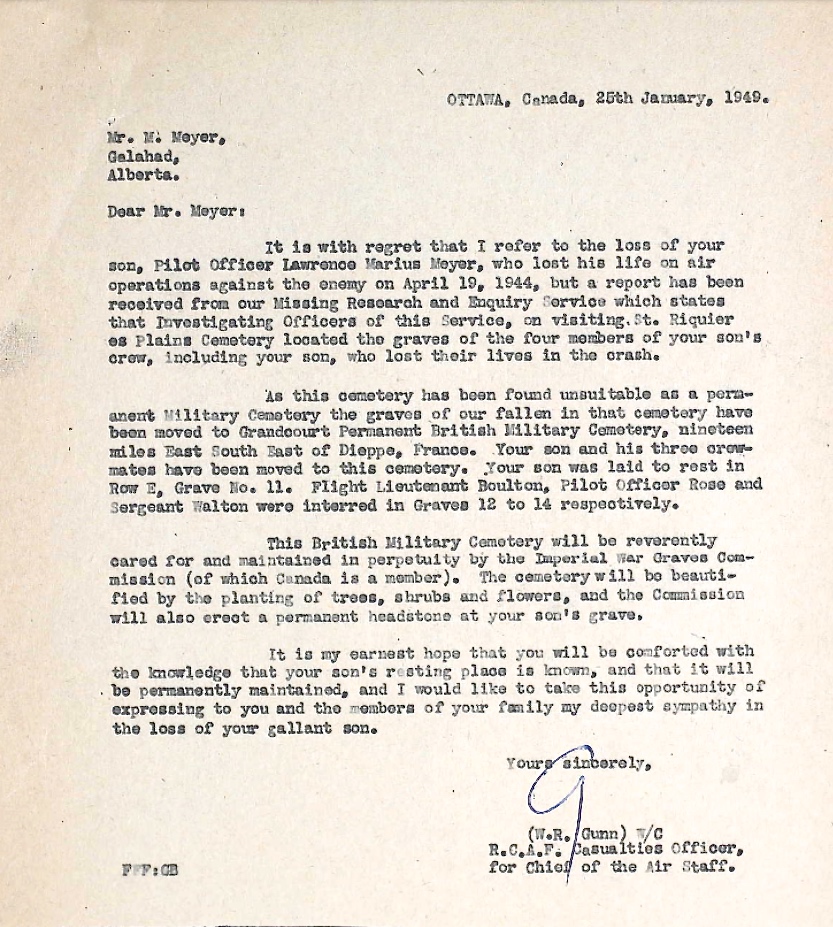 OTTAWA, Canada, 25th January, 1949.
Mr. M. Meyer,
Galahad,
Alberta.
Dear Mr. Meyer:
It is with regret that I refer to the loss of your
son, Pilot Officer Lawrence Marius Meyer, who lost his life on air
operations against the enemy on April 19, 1944, but a report has been
received from our Missing Research and Enquiry Service which states
that Investigating Officers of this Service, on visiting St. Riquier
es Plains Cemetery located the graves of the four members of your son's
crew, including your son, who lost their lives in the crash.
As this cemetery has been found unsuitable as a perm-
anent Military Cemetery the graves of our fallen in that cemetery have
been moved to Grandcourt Permanent British Military Cemetery, nineteen
miles East South East of Dieppe, France. Your son and his three crew-
mates have been moved to this cemetery. Your son was laid to rest in
Row E, Grave No. 11. Flight Lieutenant Boulton, Pilot Officer Rose and
Sergeant Walton were interred in Graves 12 to 14 respectively.
This British Military Cemetery will be reverently
cared for and maintained in perpetuity by the Imperial War Graves Com-
mission (of which Canada is a member). The cemetery will be beauti-
fied by the planting of trees, shrubs and flowers, and the Commission
will also erect a permanent headstone at your son's grave.
It is my earnest hope that you will be comforted with
the knowledge that your son's resting place is known, and that it will
be permanently maintained, and I would like to take this opportunity of
expressing to you and the members of your family my deepest sympathy in
the loss of your gallant son.
Yours sincerely,
(W.R. Gunn) W/C
R.C.A.F. Casualties Officer,
for Chief of the Air Staff.
FFF:GB